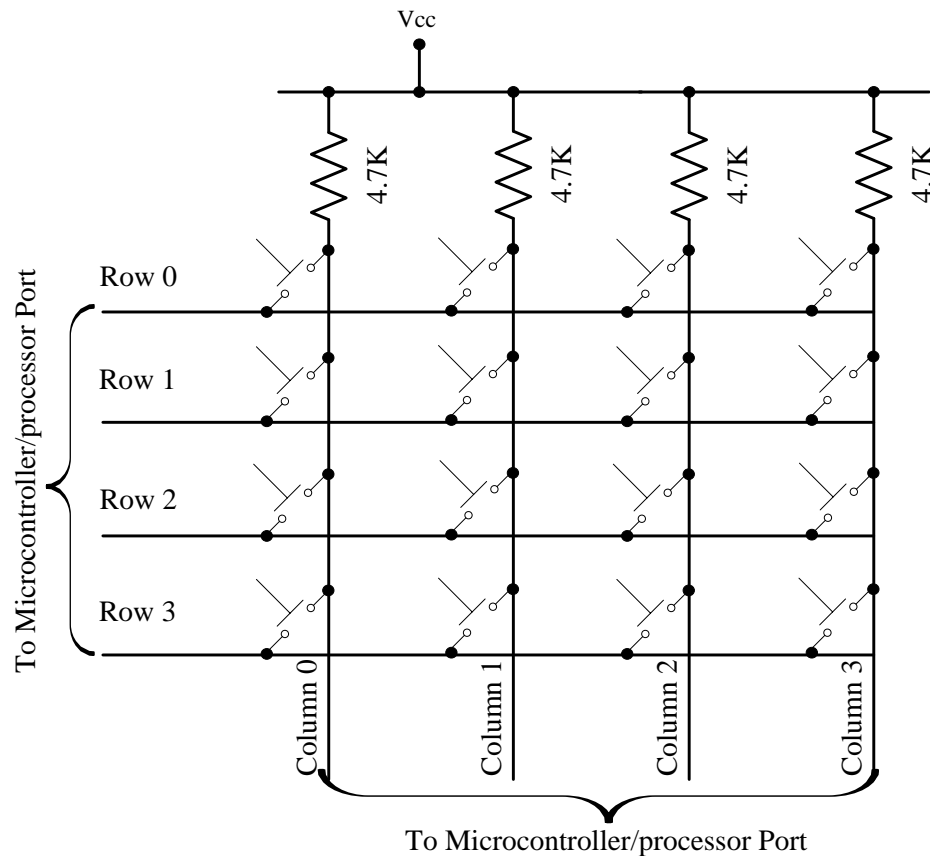 Vcc
4.7K
4.7K
4.7K
4.7K
Row 0
Row 1
Row 2
Row 3
To Microcontroller/processor Port
Column 0
Column 1
Column 2
Column 3
To Microcontroller/processor Port